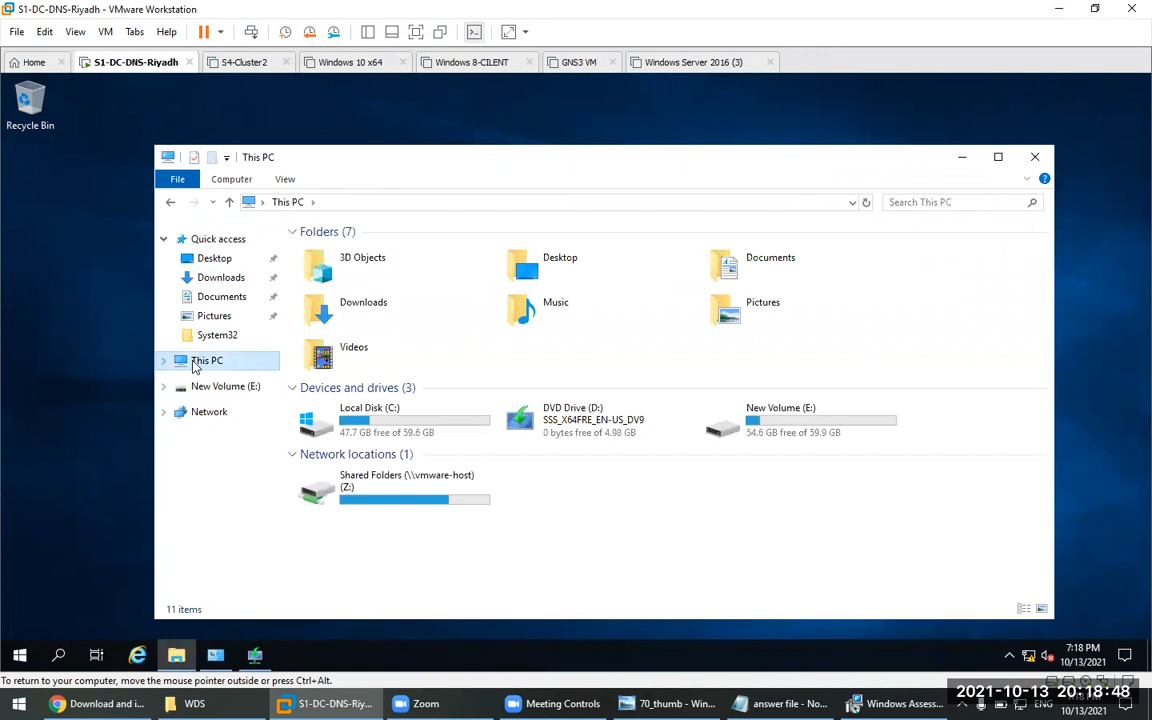 S1-DC-DNS-Riyadh - VMware Workstation
File Edit View VM Tabs Help
Home S1-DC-DNS-Riyadh S4-Cluster2 Windows 10 x64 Windows 8-CILENT GNS3 VM Windows Server 2016 (3)
Recycle Bin
This PC
File Computer View
This PC
Search This PC
Quick access
Desktop
Downloads
Documents
Pictures
System32
This PC
New Volume (E:)
Network
Folders (7)
3D Objects
Desktop
Documents
Downloads
Music
Pictures
Videos
Devices and drives (3)
Local Disk (C:)
47.7 GB free of 59.6 GB
DVD Drive (D:)
SSS_X64FRE_EN-US_DV9
0 bytes free of 4.98 GB
New Volume (E:)
54.6 GB free of 59.9 GB
Network locations (1)
Shared Folders (\\vmware-host)
(Z:)
11 items
7:18 PM
10/13/2021
To return to your computer, move the mouse pointer outside or press Ctrl+Alt.
Download and i...
WDS
S1-DC-DNS-Riy...
Zoom
Meeting Controls
70_thumb - Win...
answer file - No...
Windows Assess...
2021-10-13 20:18:48
ENG
10/13/2021